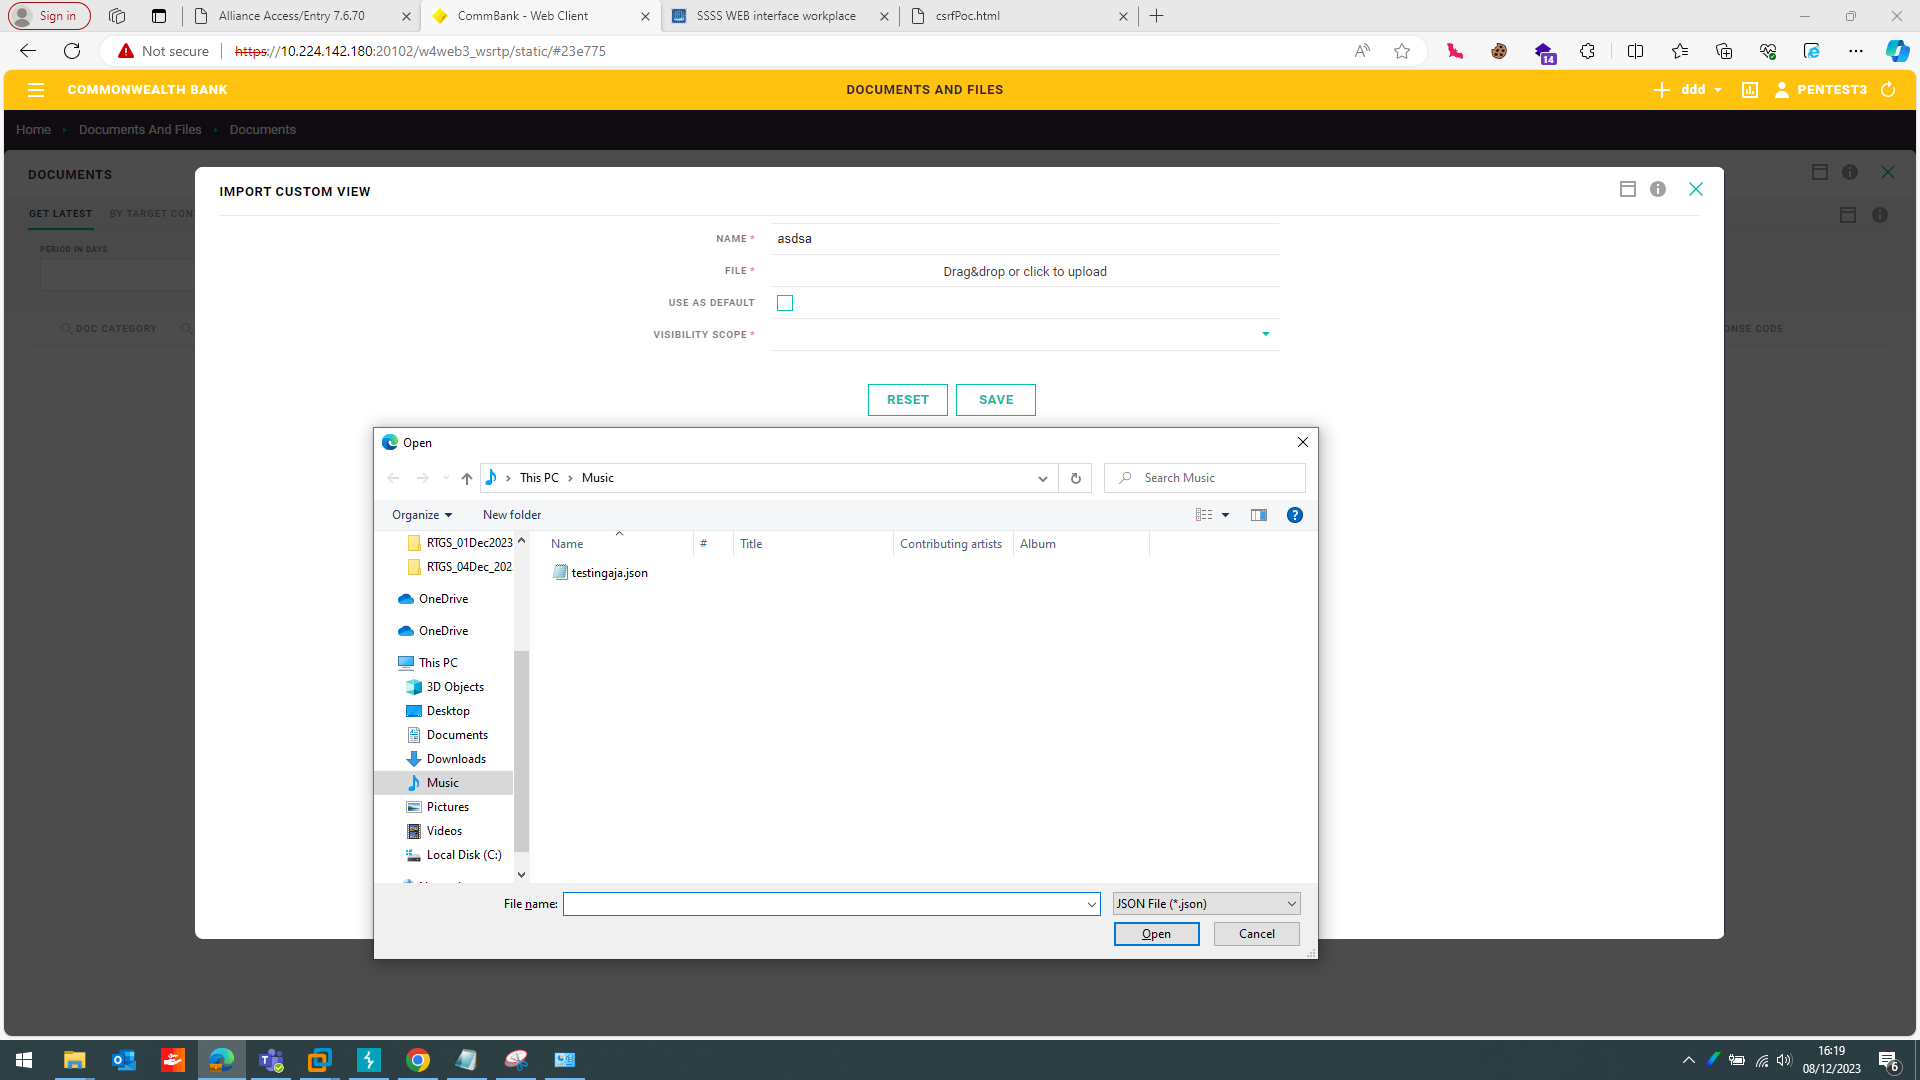 Sign in
Alliance Access/Entry 7.6.70
CommBank - Web Client
SSSS WEB interface workplace
csrfPoc.html
Not secure
https://10.224.142.180:20102/w4web3_wsrtp/static/#23e775
14
COMMONWEALTH BANK
DOCUMENTS AND FILES
ddd
PENTEST3
Home
Documents And Files
Documents
DOCUMENTS
GET LATEST
BY TARGET CON
PERIOD IN DAYS
DOC CATEGORY
ONSE CODE
IMPORT CUSTOM VIEW
NAME *
asdsa
FILE *
Drag&drop or click to upload
USE AS DEFAULT
VISIBILITY SCOPE *
RESET
SAVE
Open
This PC
Music
Search Music
Organize
New folder
Name
#
Title
Contributing artists
Album
testingaja.json
RTGS_01Dec2023
RTGS_04Dec_202
OneDrive
OneDrive
This PC
3D Objects
Desktop
Documents
Downloads
Music
Pictures
Videos
Local Disk (C:)
File name:
JSON File (*.json)
Open
Cancel
16:19
08/12/2023
6